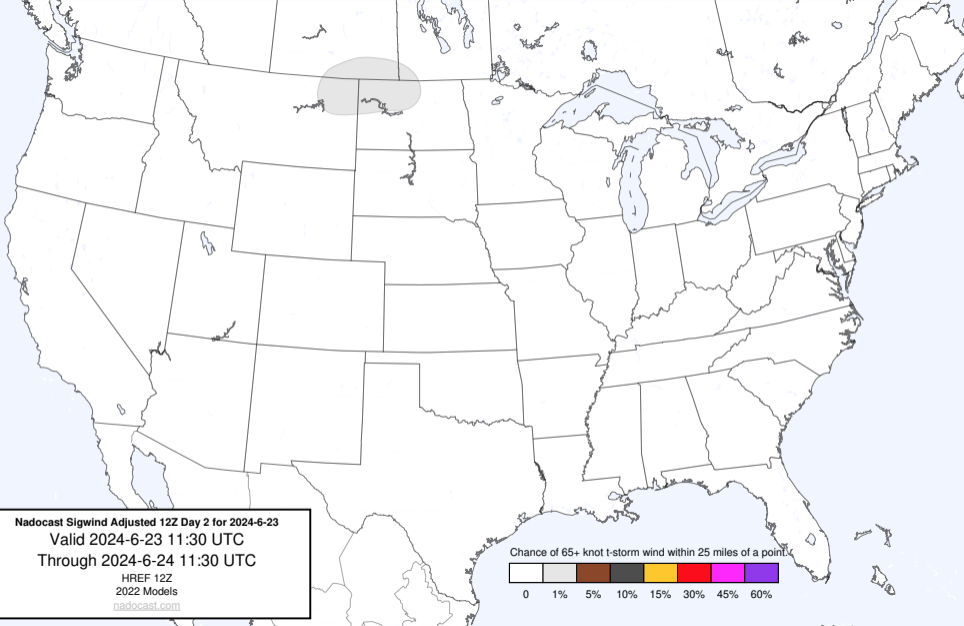 Chance of 65+ knot t-storm wind within 25 miles of a point.
0 1% 5% 10% 15% 30% 45% 60%
Nadocast Sigwind Adjusted 12Z Day 2 for 2024-6-23
Valid 2024-6-23 11:30 UTC
Through 2024-6-24 11:30 UTC
HREF 12Z
2022 Models
nadocast.com